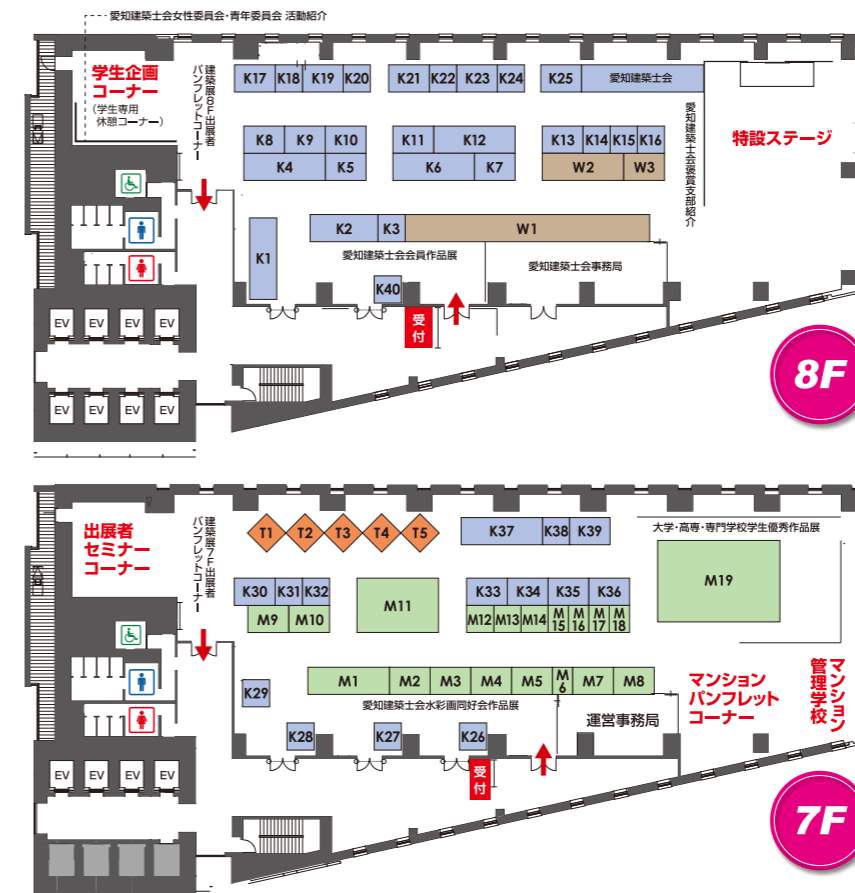 愛知建築士会女性委員会・青年委員会 活動紹介
学生企画
コーナー
(学生専用
休憩コーナー)
建築展8F出展者
パンフレットコーナー
K17 K18 K19 K20 K21 K22 K23 K24 K25 愛知建築士会
K8 K9 K10 K11 K12 K13 K14 K15 K16
K4 K5 K6 K7 W2 W3
愛知建築士会褒賞支部紹介
特設ステージ
K2 K3 W1
K1
愛知建築士会会員作品展
愛知建築士会事務局
K40
受付
EV EV EV EV
EV EV EV EV
8F
出展者
セミナー
コーナー
建築展7F出展者
パンフレットコーナー
T1 T2 T3 T4 T5 K37 K38 K39
大学・高専・専門学校学生優秀作品展
K30 K31 K32 K33 K34 K35 K36
M9 M10 M11 M12 M13 M14 M15 M16 M17 M18 M19
M1 M2 M3 M4 M5 M6 M7 M8
K29
愛知建築士会水彩画同好会作品展
運営事務局
マンション
パンフレット
コーナー
マンション
管理学校
K28 K27 K26
受付
EV EV EV EV
7F